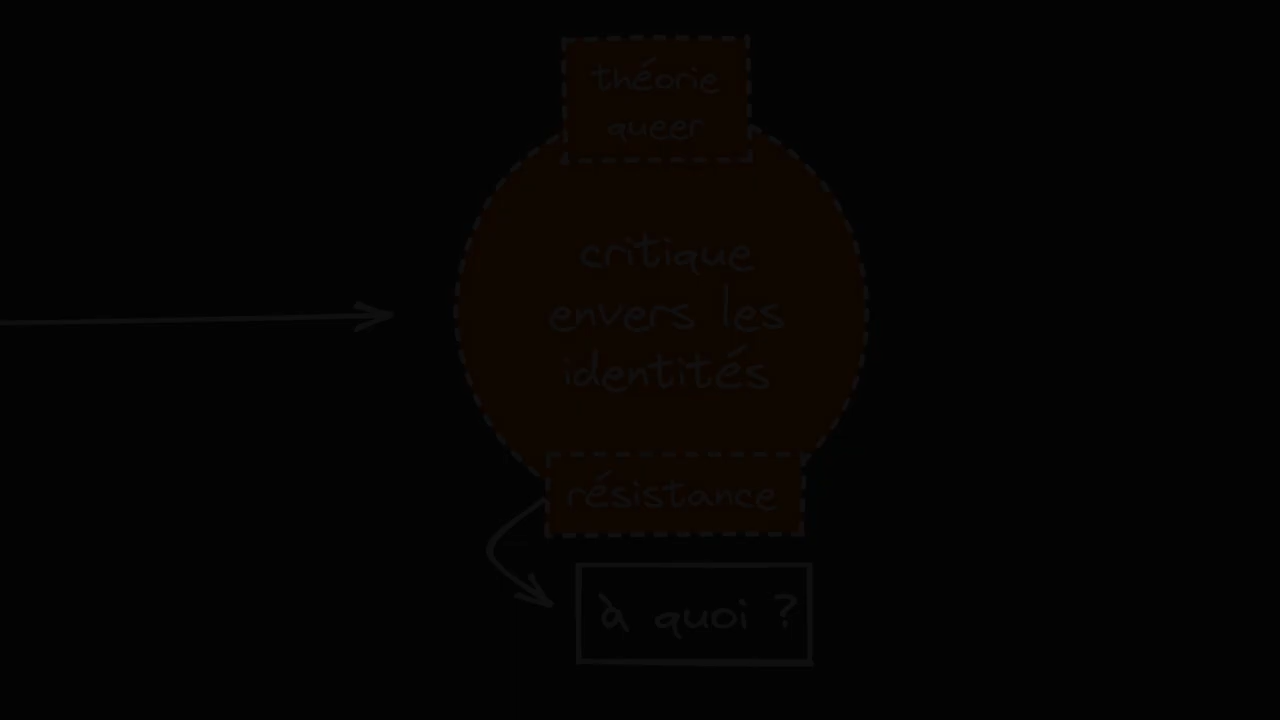 théorie
queer
critique
envers les
identités
résistance
à quoi ?